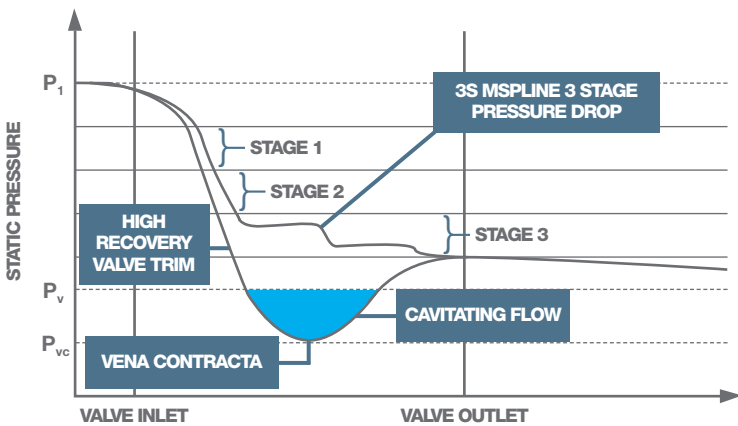 P1
3S MSPLINE 3 STAGE
PRESSURE DROP
STAGE 1
STAGE 2
STATIC PRESSURE
HIGH
RECOVERY
VALVE TRIM
STAGE 3
Pv
CAVITATING FLOW
Pvc
VENA CONTRACTA
VALVE INLET
VALVE OUTLET